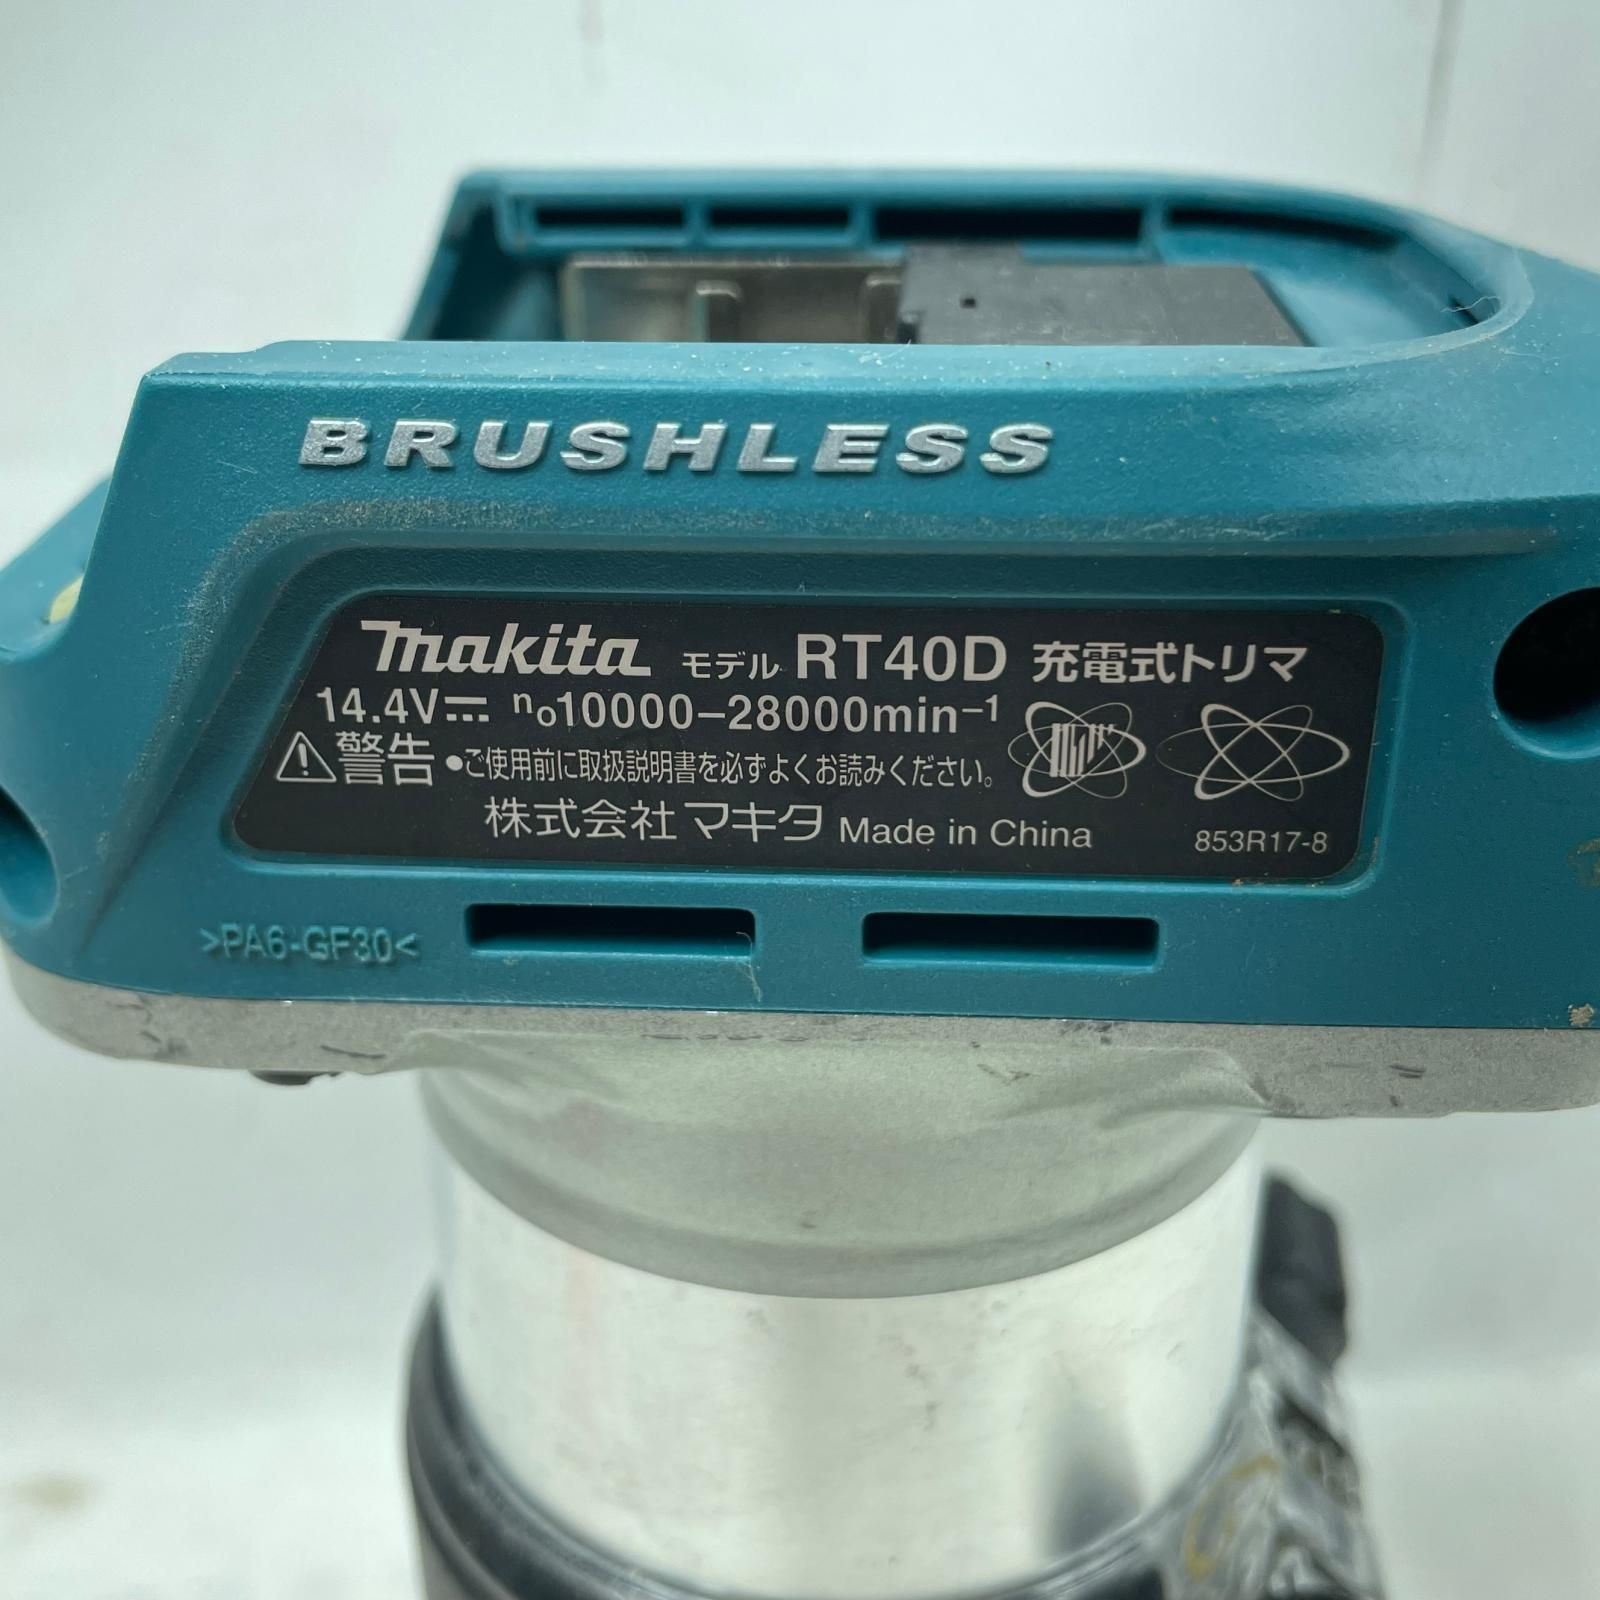 BRUSHLESS
makita モデル RT40D 充電式トリマ
14.4V⎓ n₀10000–28000min⁻¹
⚠警告 ●ご使用前に取扱説明書を必ずよくお読みください。
株式会社 マキタ Made in China 853R17-8
>PA6-GF30<